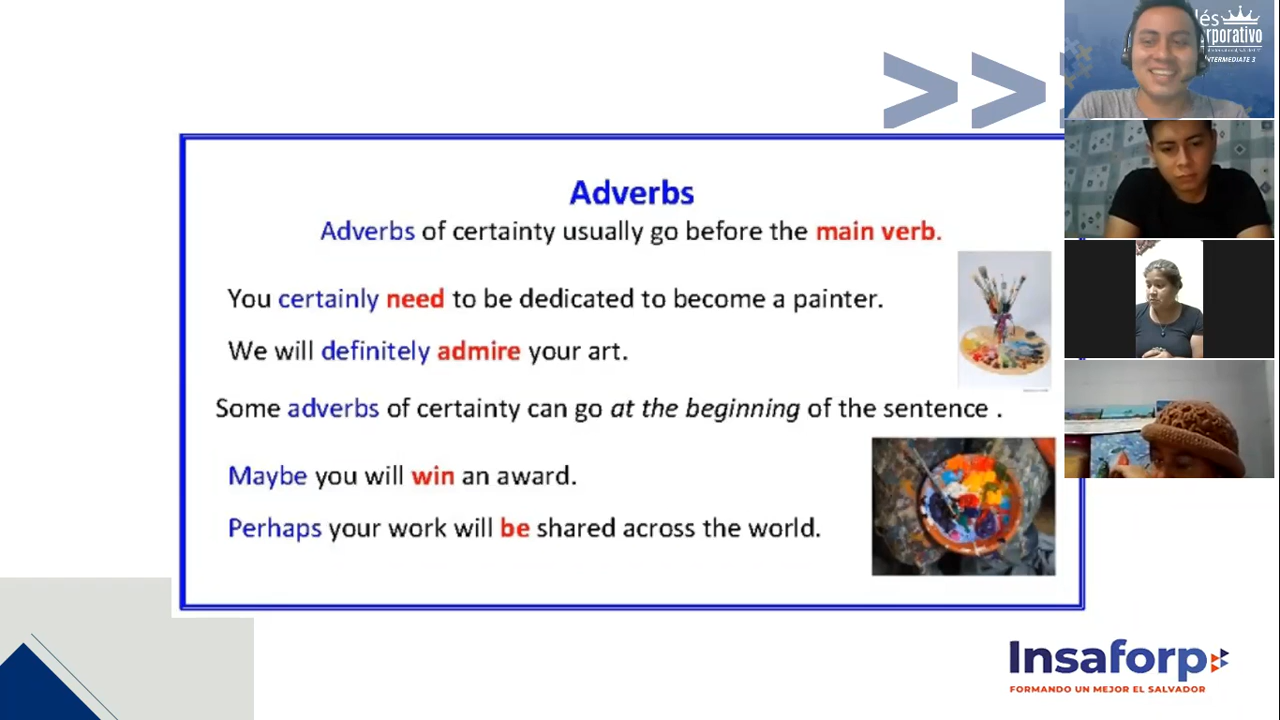 és
rporativo
NTERMEDIATE 3
>>
Adverbs
Adverbs of certainty usually go before the main verb.
You certainly need to be dedicated to become a painter.
We will definitely admire your art.
Some adverbs of certainty can go at the beginning of the sentence .
Maybe you will win an award.
Perhaps your work will be shared across the world.
Insaforp
FORMANDO UN MEJOR EL SALVADOR